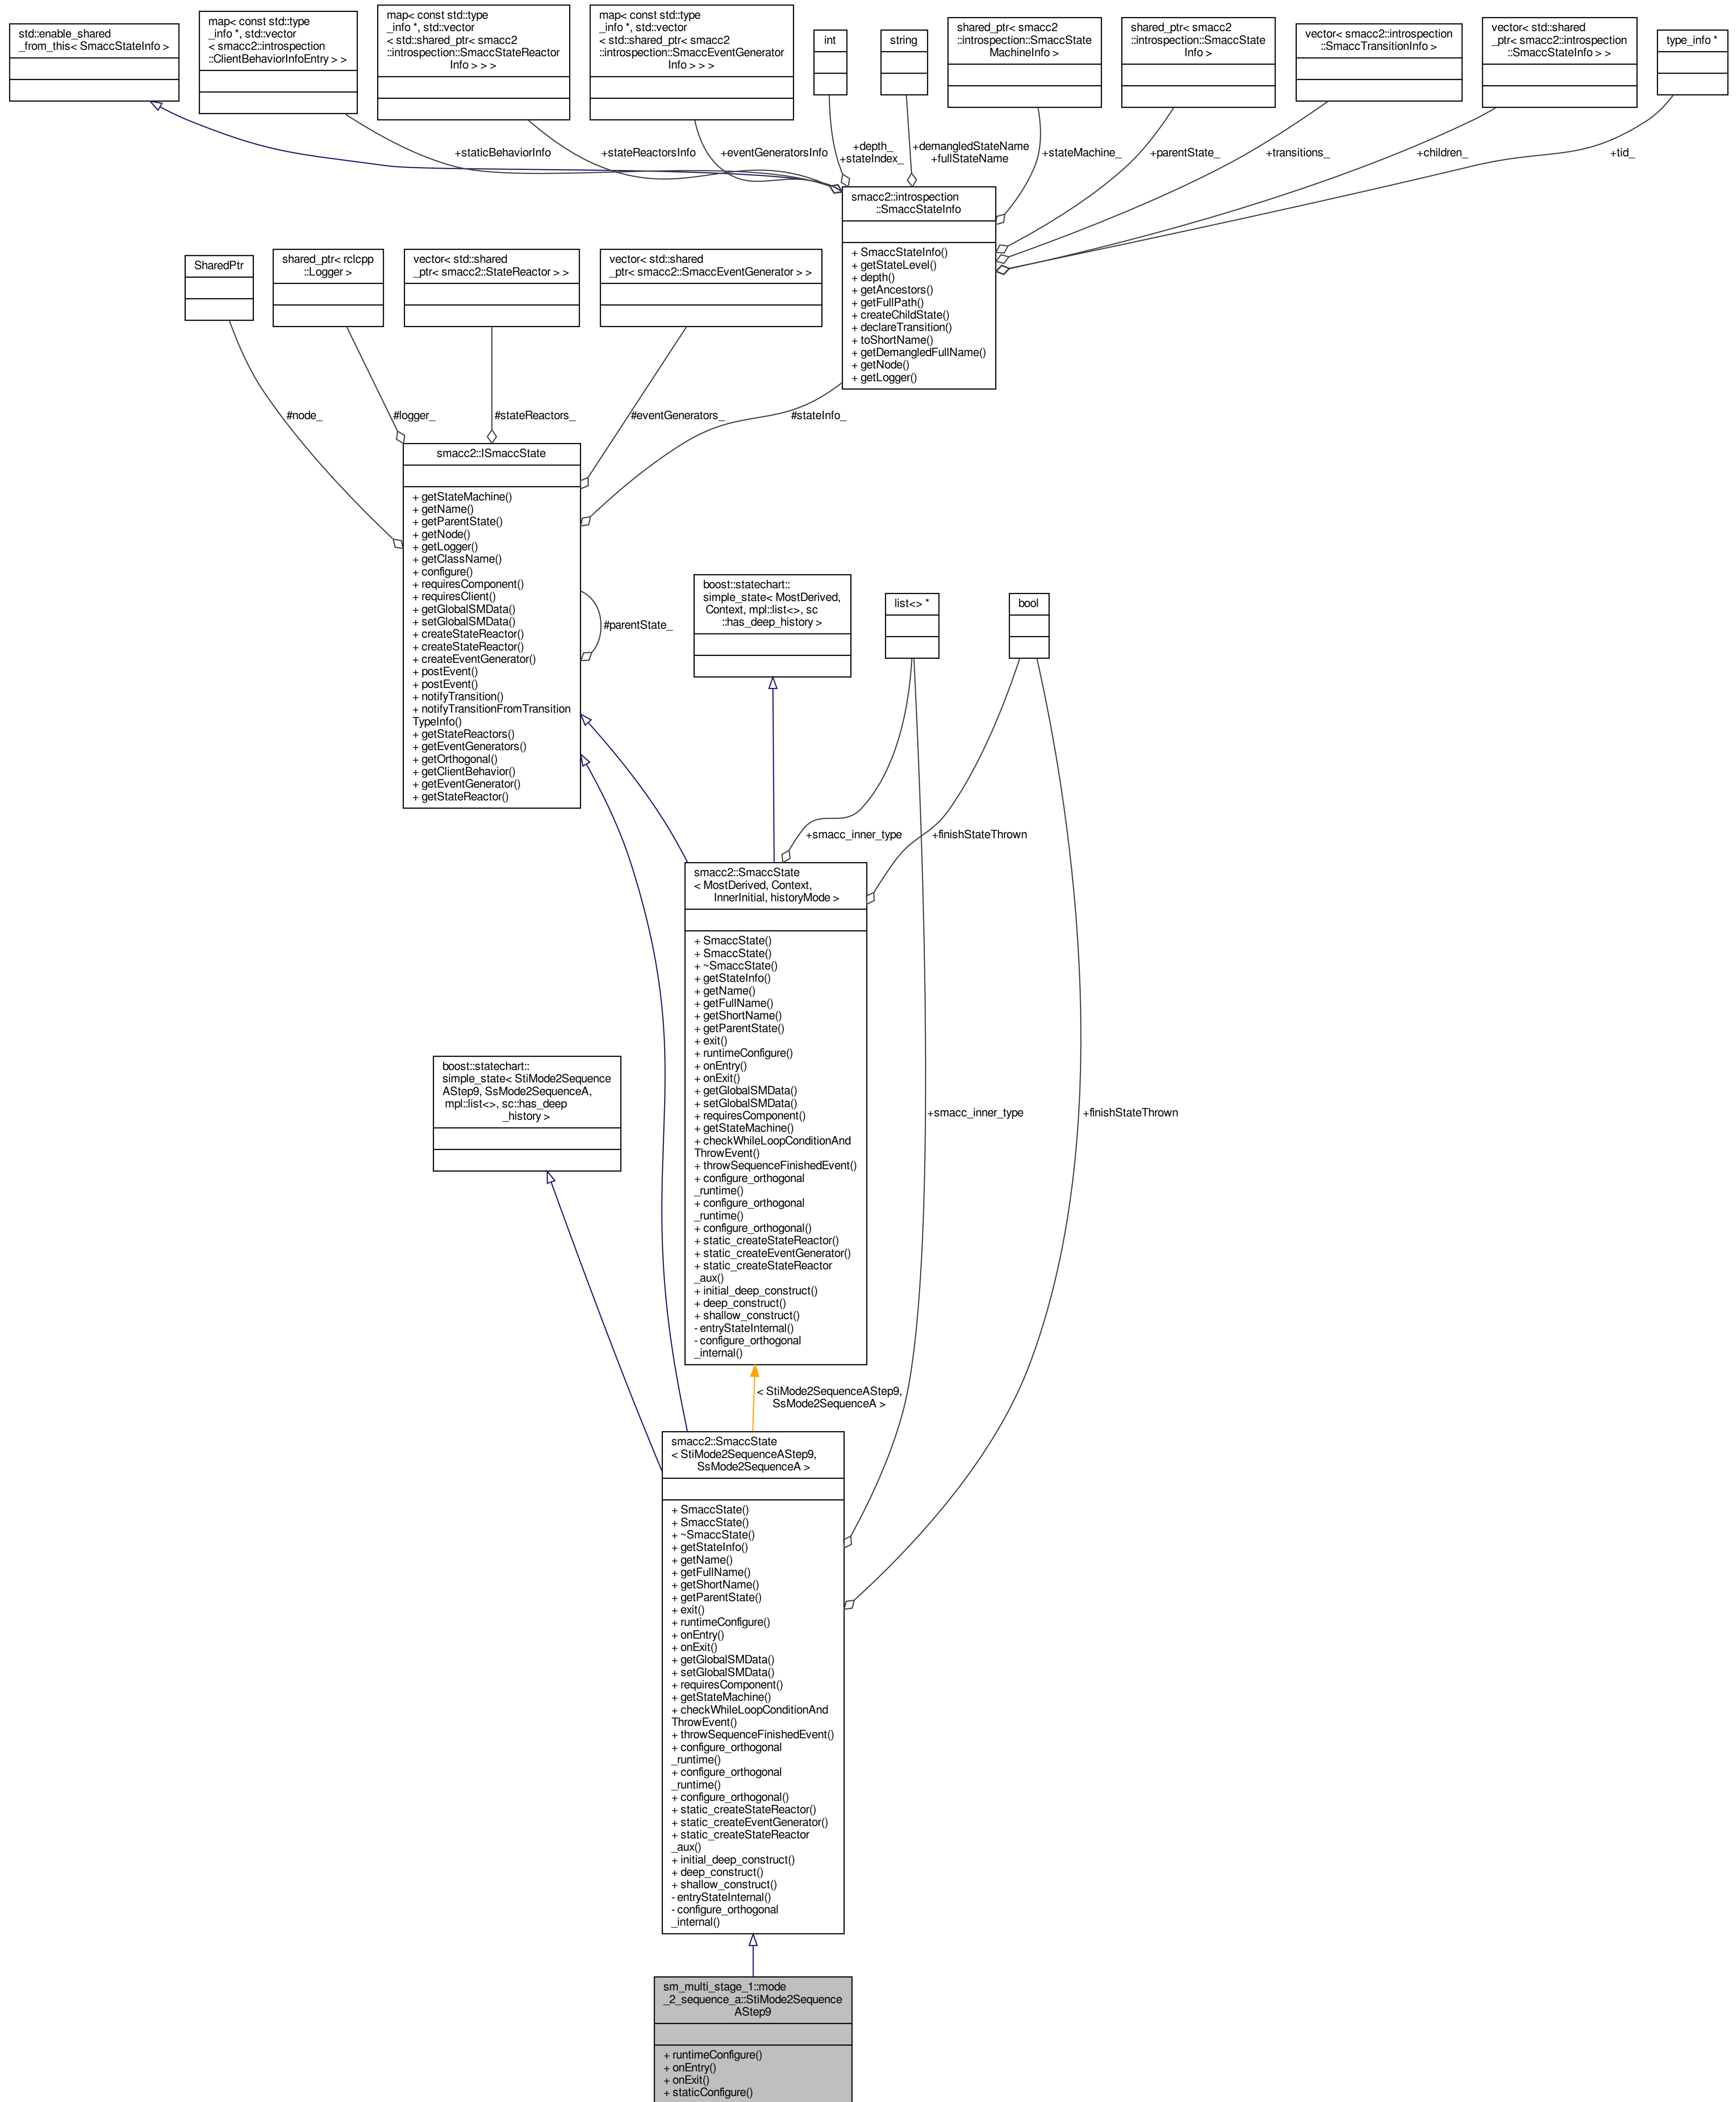 std::enable_shared
_from_this< SmaccStateInfo >
map< const std::type
_info *, std::vector
< smacc2::introspection
::ClientBehaviorInfoEntry > >
map< const std::type
_info *, std::vector
< std::shared_ptr< smacc2
::introspection::SmaccStateReactor
Info > > >
map< const std::type
_info *, std::vector
< std::shared_ptr< smacc2
::introspection::SmaccEventGenerator
Info > > >
int
string
shared_ptr< smacc2
::introspection::SmaccState
MachineInfo >
shared_ptr< smacc2
::introspection::SmaccState
Info >
vector< smacc2::introspection
::SmaccTransitionInfo >
vector< std::shared
_ptr< smacc2::introspection
::SmaccStateInfo > >
type_info *
+staticBehaviorInfo
+stateReactorsInfo
+eventGeneratorsInfo
+depth_
+stateIndex_
+demangledStateName
+fullStateName
+stateMachine_
+parentState_
+transitions_
+children_
+tid_
smacc2::introspection
::SmaccStateInfo
+ SmaccStateInfo()
+ getStateLevel()
+ depth()
+ getAncestors()
+ getFullPath()
+ createChildState()
+ declareTransition()
+ toShortName()
+ getDemangledFullName()
+ getNode()
+ getLogger()
SharedPtr
shared_ptr< rclcpp
::Logger >
vector< std::shared
_ptr< smacc2::StateReactor > >
vector< std::shared
_ptr< smacc2::SmaccEventGenerator > >
#node_
#logger_
#stateReactors_
#eventGenerators_
#stateInfo_
smacc2::ISmaccState
+ getStateMachine()
+ getName()
+ getParentState()
+ getNode()
+ getLogger()
+ getClassName()
+ configure()
+ requiresComponent()
+ requiresClient()
+ getGlobalSMData()
+ setGlobalSMData()
+ createStateReactor()
+ createStateReactor()
+ createEventGenerator()
+ postEvent()
+ postEvent()
+ notifyTransition()
+ notifyTransitionFromTransition
TypeInfo()
+ getStateReactors()
+ getEventGenerators()
+ getOrthogonal()
+ getClientBehavior()
+ getEventGenerator()
+ getStateReactor()
#parentState_
boost::statechart::
simple_state< MostDerived,
Context, mpl::list<>, sc
::has_deep_history >
list<> *
bool
+smacc_inner_type
+finishStateThrown
smacc2::SmaccState
< MostDerived, Context,
InnerInitial, historyMode >
+ SmaccState()
+ SmaccState()
+ ~SmaccState()
+ getStateInfo()
+ getName()
+ getFullName()
+ getShortName()
+ getParentState()
+ exit()
+ runtimeConfigure()
+ onEntry()
+ onExit()
+ getGlobalSMData()
+ setGlobalSMData()
+ requiresComponent()
+ getStateMachine()
+ checkWhileLoopConditionAnd
ThrowEvent()
+ throwSequenceFinishedEvent()
+ configure_orthogonal
_runtime()
+ configure_orthogonal
_runtime()
+ configure_orthogonal()
+ static_createStateReactor()
+ static_createEventGenerator()
+ static_createStateReactor
_aux()
+ initial_deep_construct()
+ deep_construct()
+ shallow_construct()
- entryStateInternal()
- configure_orthogonal
_internal()
boost::statechart::
simple_state< StiMode2Sequence
AStep9, SsMode2SequenceA,
mpl::list<>, sc::has_deep
_history >
+smacc_inner_type
+finishStateThrown
< StiMode2SequenceAStep9,
SsMode2SequenceA >
smacc2::SmaccState
< StiMode2SequenceAStep9,
SsMode2SequenceA >
+ SmaccState()
+ SmaccState()
+ ~SmaccState()
+ getStateInfo()
+ getName()
+ getFullName()
+ getShortName()
+ getParentState()
+ exit()
+ runtimeConfigure()
+ onEntry()
+ onExit()
+ getGlobalSMData()
+ setGlobalSMData()
+ requiresComponent()
+ getStateMachine()
+ checkWhileLoopConditionAnd
ThrowEvent()
+ throwSequenceFinishedEvent()
+ configure_orthogonal
_runtime()
+ configure_orthogonal
_runtime()
+ configure_orthogonal()
+ static_createStateReactor()
+ static_createEventGenerator()
+ static_createStateReactor
_aux()
+ initial_deep_construct()
+ deep_construct()
+ shallow_construct()
- entryStateInternal()
- configure_orthogonal
_internal()
sm_multi_stage_1::mode
_2_sequence_a::StiMode2Sequence
AStep9
+ runtimeConfigure()
+ onEntry()
+ onExit()
+ staticConfigure()